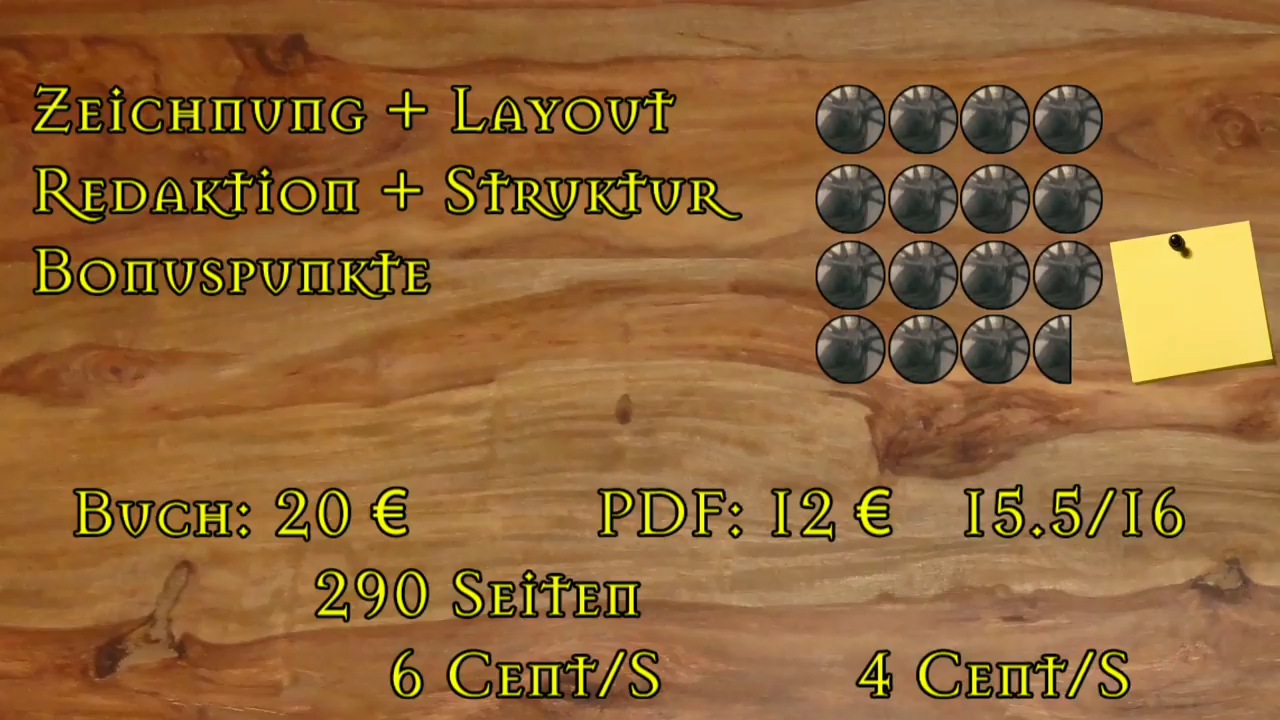 Zeichnung + Layout
Redaktion + Struktur
Bonuspunkte
Buch: 20 € PDF: 12 € 15.5/16
290 Seiten
6 Cent/S 4 Cent/S